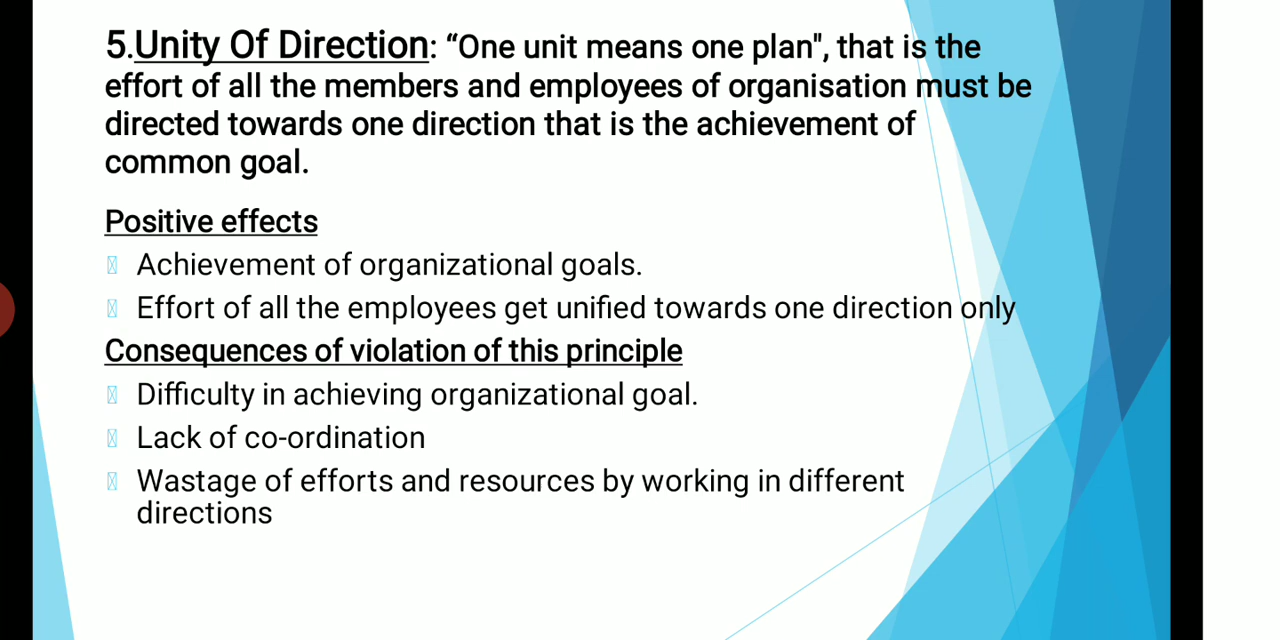 5.Unity Of Direction: “One unit means one plan", that is the
effort of all the members and employees of organisation must be
directed towards one direction that is the achievement of
common goal.
Positive effects
Achievement of organizational goals.
Effort of all the employees get unified towards one direction only
Consequences of violation of this principle
Difficulty in achieving organizational goal.
Lack of co-ordination
Wastage of efforts and resources by working in different
directions